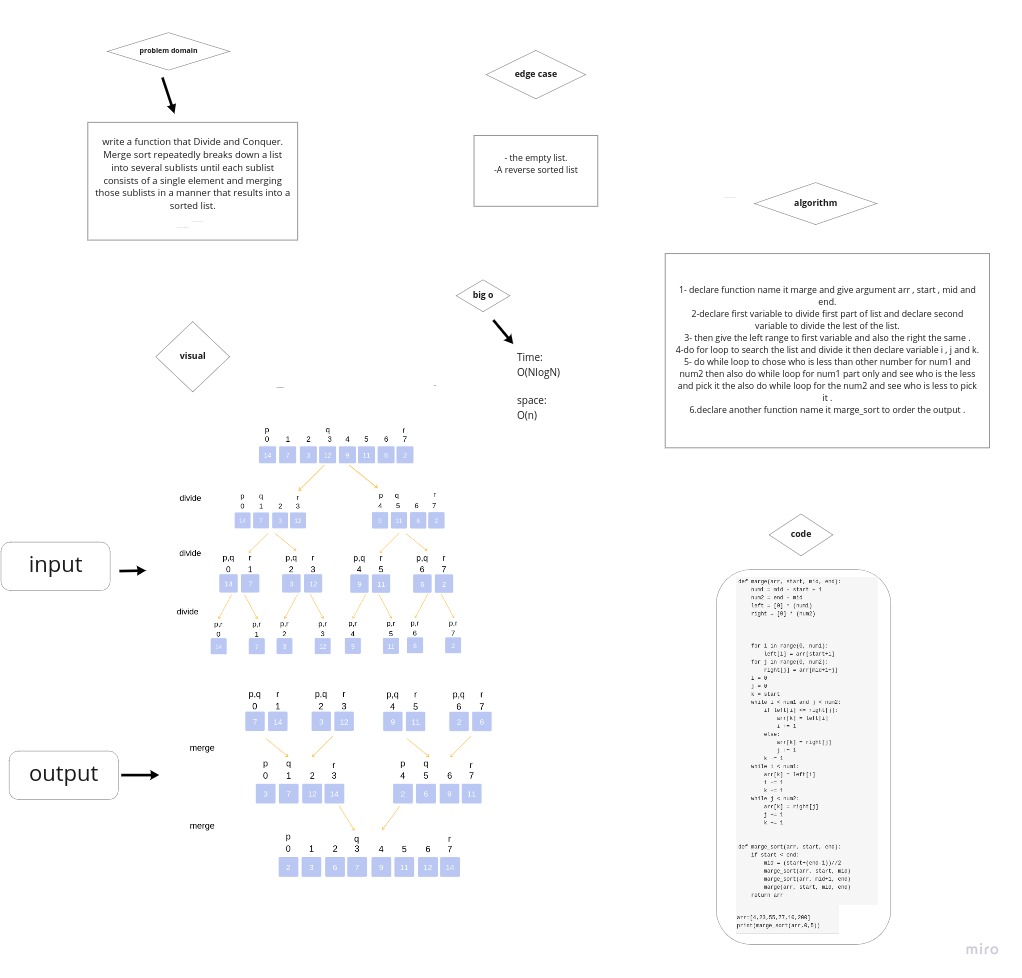 problem domain
write a function that Divide and Conquer.
Merge sort repeatedly breaks down a list
into several sublists until each sublist
consists of a single element and merging
those sublists in a manner that results into a
sorted list.
edge case
- the empty list.
-A reverse sorted list
algorithm
1- declare function name it marge and give argument arr , start , mid and
end.
2-declare first variable to divide first part of list and declare second
variable to divide the lest of the list.
3- then give the left range to first variable and also the right the same .
4-do for loop to search the list and divide it then declare variable i , j and k.
5- do while loop to chose who is less than other number for num1 and
num2 then also do while loop for num1 part only and see who is the less
and pick it the also do while loop for the num2 and see who is less to pick
it .
6.declare another function name it marge_sort to order the output .
big o
Time:
O(NlogN)
space:
O(n)
visual
p q r
0 1 2 3 4 5 6 7
14 7 3 12 9 11 6 2
divide
p q r
0 1 2 3
14 7 3 12
p q r
4 5 6 7
9 11 6 2
divide
p,q r
0 1
14 7
p,q r
2 3
3 12
p,q r
4 5
9 11
p,q r
6 7
6 2
divide
p,r p,r p,r p,r p,r p,r p,r p,r
0 1 2 3 4 5 6 7
14 7 3 12 9 11 6 2
input
p,q r
0 1
7 14
p,q r
2 3
3 12
p,q r
4 5
9 11
p,q r
6 7
2 6
merge
p q r
0 1 2 3
3 7 12 14
p q r
4 5 6 7
2 6 9 11
merge
p q r
0 1 2 3 4 5 6 7
2 3 6 7 9 11 12 14
output
code
def marge(arr, start, mid, end):
num1 = mid - start + 1
num2 = end - mid
left = [0] * (num1)
right = [0] * (num2)
for i in range(0, num1):
left[i] = arr[start+i]
for j in range(0, num2):
right[j] = arr[mid+1+j]
i = 0
j = 0
k = start
while i < num1 and j < num2:
if left[i] <= right[j]:
arr[k] = left[i]
i += 1
else:
arr[k] = right[j]
j += 1
k += 1
while i < num1:
arr[k] = left[i]
i += 1
k += 1
while j < num2:
arr[k] = right[j]
j += 1
k += 1
def marge_sort(arr, start, end):
if start < end:
mid = (start+(end-1))//2
marge_sort(arr, start, mid)
marge_sort(arr, mid+1, end)
marge(arr, start, mid, end)
return arr
arr=[4,23,55,77,16,200]
print(marge_sort(arr,0,5))
miro